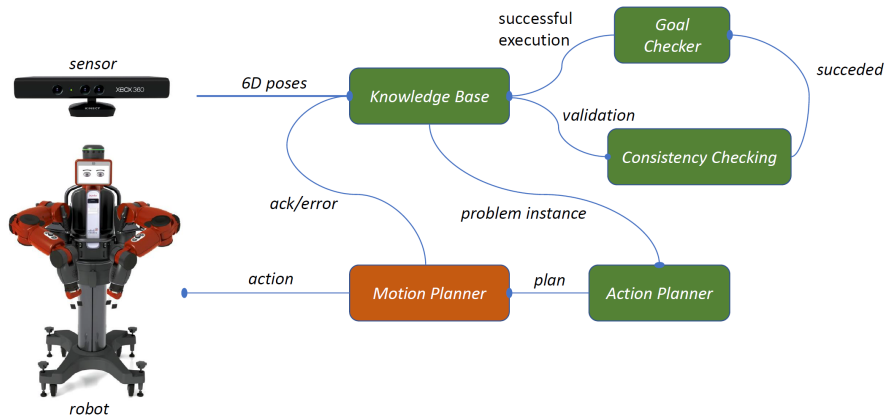 successful
execution
Goal
Checker
sensor
succeded
6D poses
Knowledge Base
XBOX 360
validation
Consistency Checking
ack/error
problem instance
action
Motion Planner
plan
Action Planner
robot